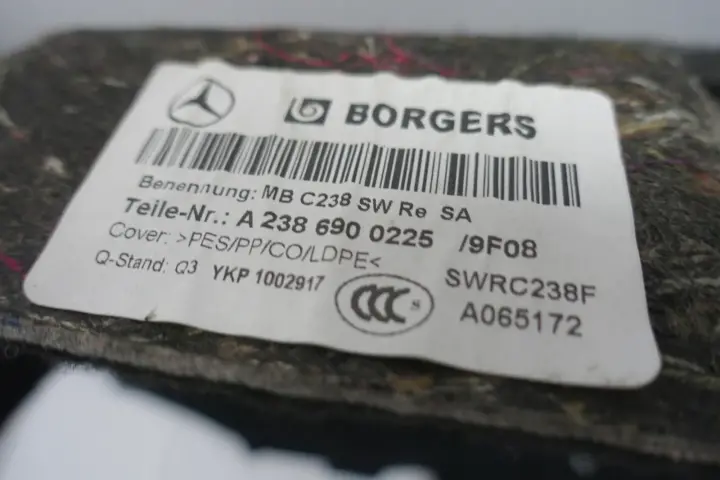 BORGERS
Benennung: MB C238 SW Re SA
Teile-Nr.: A 238 690 0225 /9F08
Cover: >PES/PP/CO/LDPE<
SWRC238F
Q-Stand: Q3 YKP 1002917
CCC S
A065172